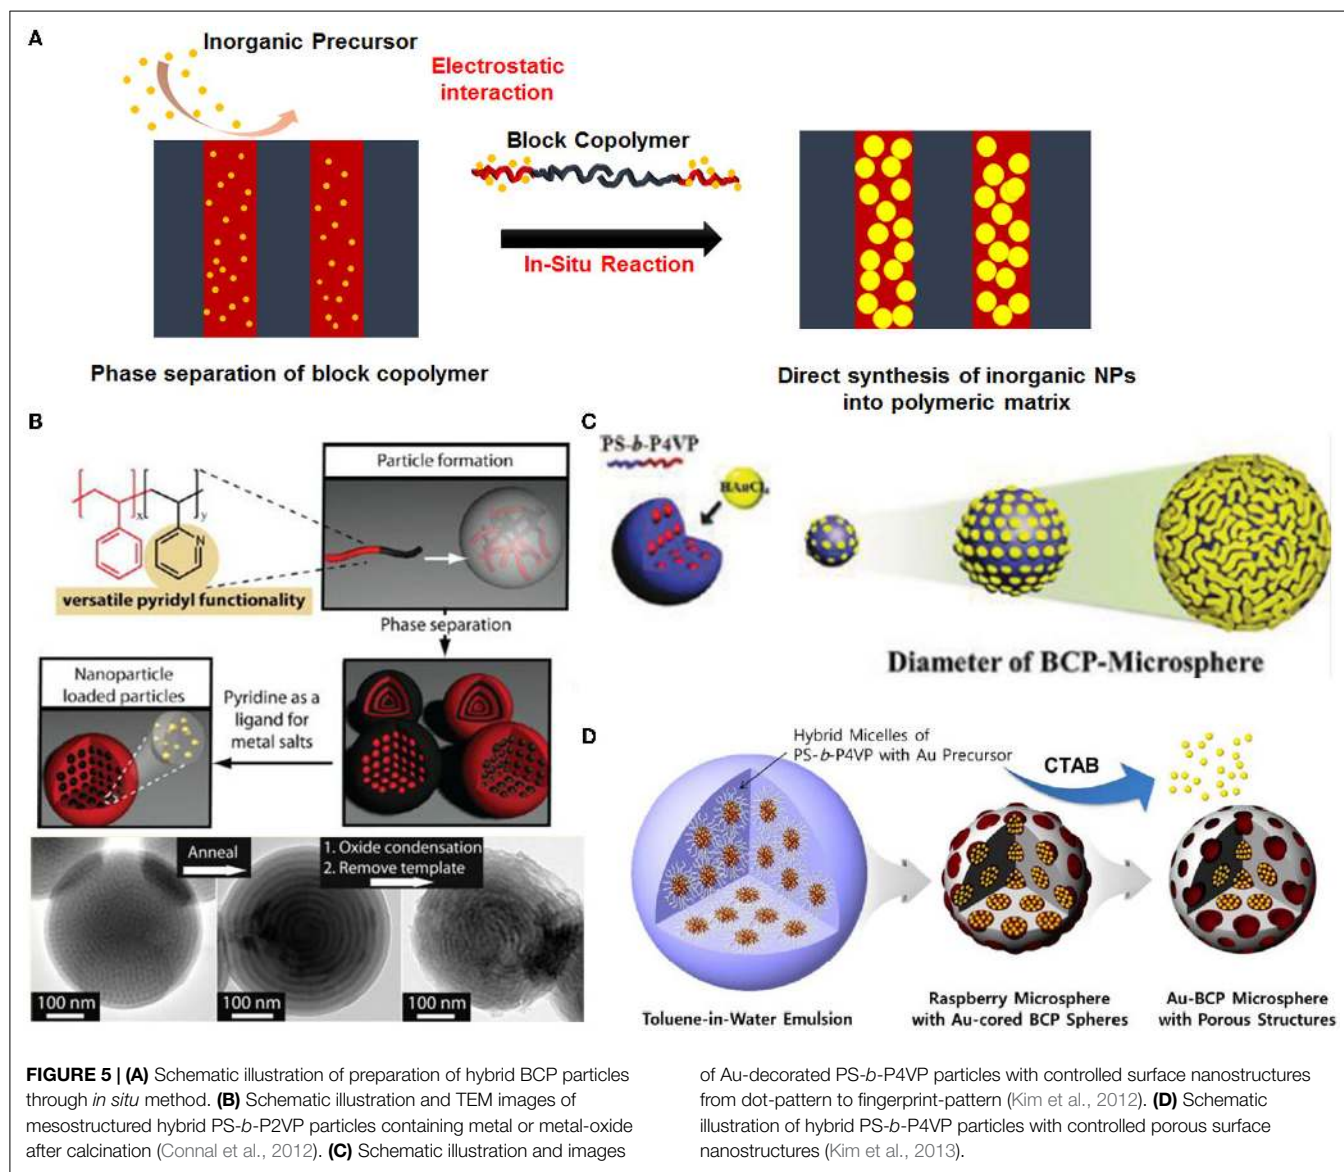 A
Inorganic Precursor
Electrostatic
interaction
Block Copolymer
In-Situ Reaction
Phase separation of block copolymer
Direct synthesis of inorganic NPs
into polymeric matrix
B
x
y
N
versatile pyridyl functionality
Particle formation
Phase separation
Nanoparticle
loaded particles
Pyridine as a
ligand for
metal salts
Anneal
1. Oxide condensation
2. Remove template
100 nm
100 nm
100 nm
C
PS-b-P4VP
HAuCl4
Diameter of BCP-Microsphere
D
Hybrid Micelles of
PS-b-P4VP with Au Precursor
CTAB
Toluene-in-Water Emulsion
Raspberry Microsphere
with Au-cored BCP Spheres
Au-BCP Microsphere
with Porous Structures
FIGURE 5 | (A) Schematic illustration of preparation of hybrid BCP particles
through in situ method. (B) Schematic illustration and TEM images of
mesostructured hybrid PS-b-P2VP particles containing metal or metal-oxide
after calcination (Connal et al., 2012). (C) Schematic illustration and images
of Au-decorated PS-b-P4VP particles with controlled surface nanostructures
from dot-pattern to fingerprint-pattern (Kim et al., 2012). (D) Schematic
illustration of hybrid PS-b-P4VP particles with controlled porous surface
nanostructures (Kim et al., 2013).